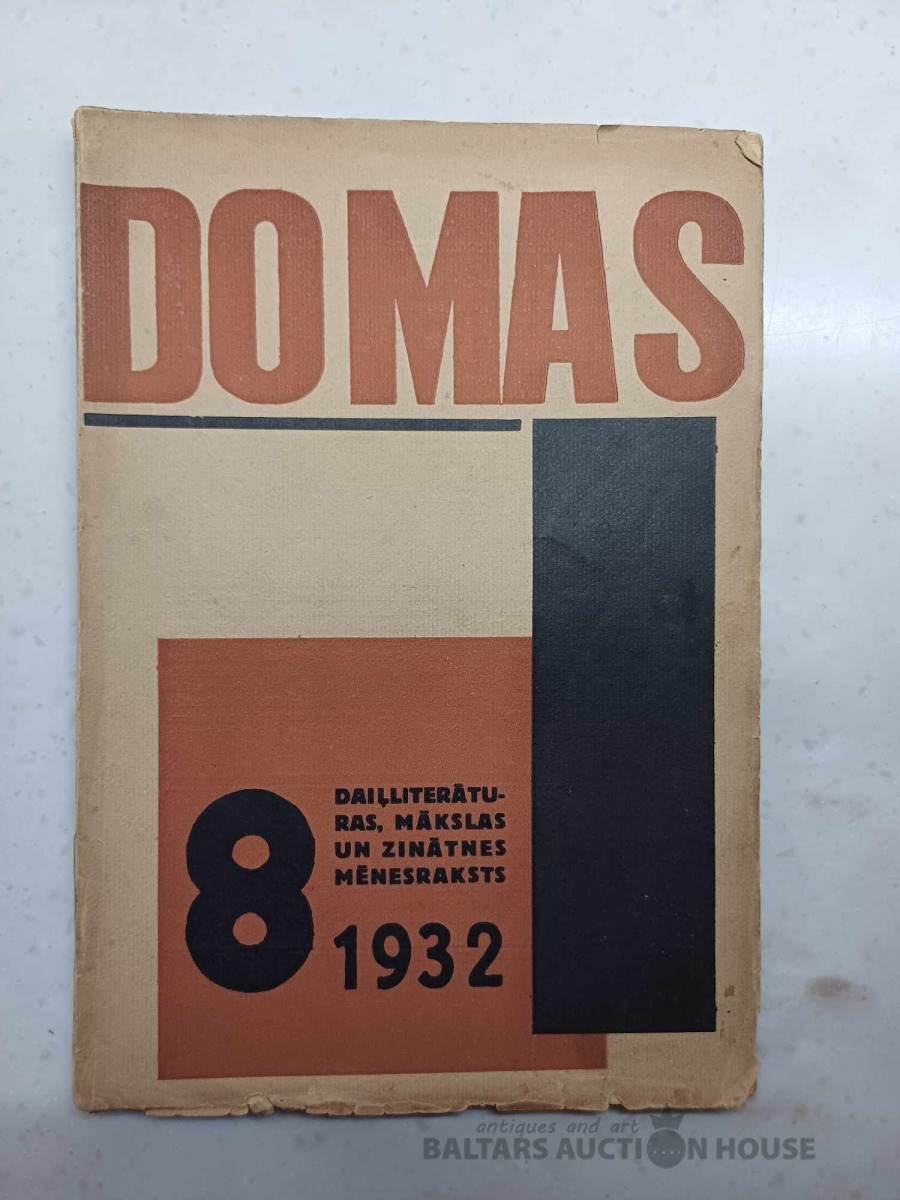 DOMAS
8
DAIĻLITERĀTU-
RAS, MĀKSLAS
UN ZINĀTNES
MĒNESRAKSTS
1932
antiques and art
BALTARS AUCTION HOUSE